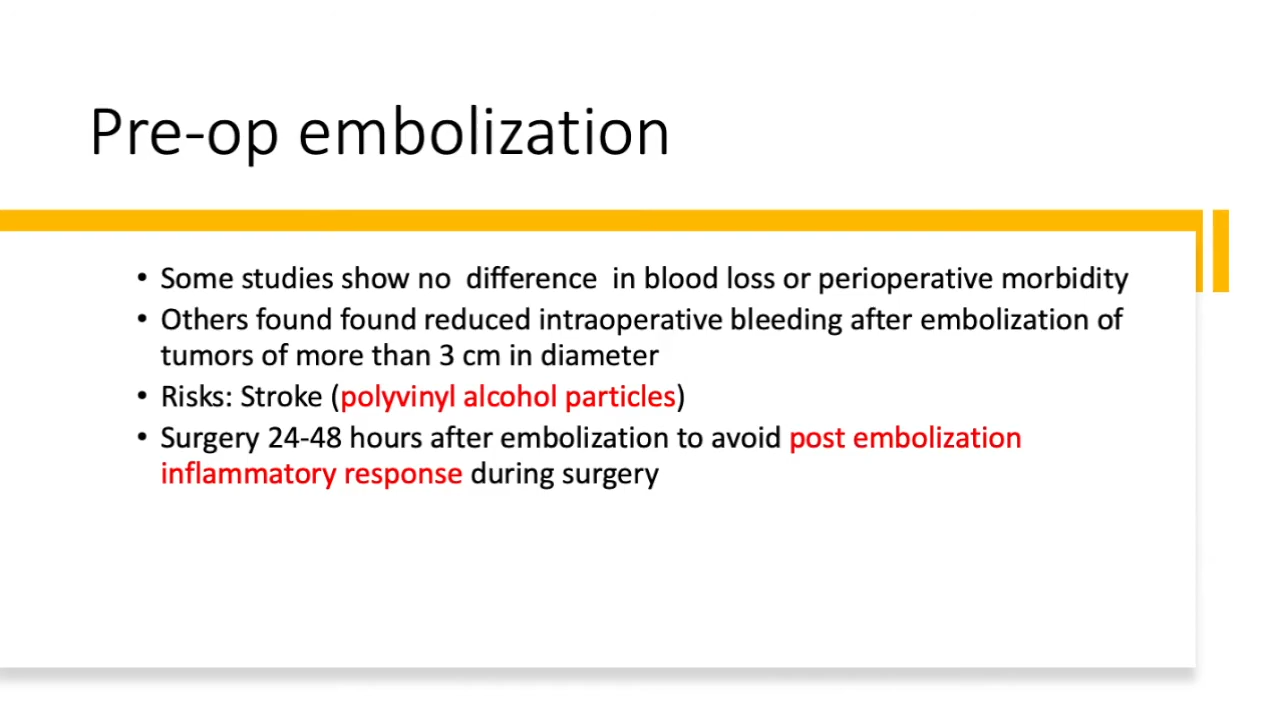 Pre-op embolization
• Some studies show no  difference  in blood loss or perioperative morbidity
• Others found found reduced intraoperative bleeding after embolization of
tumors of more than 3 cm in diameter
• Risks: Stroke (polyvinyl alcohol particles)
• Surgery 24-48 hours after embolization to avoid post embolization
inflammatory response during surgery